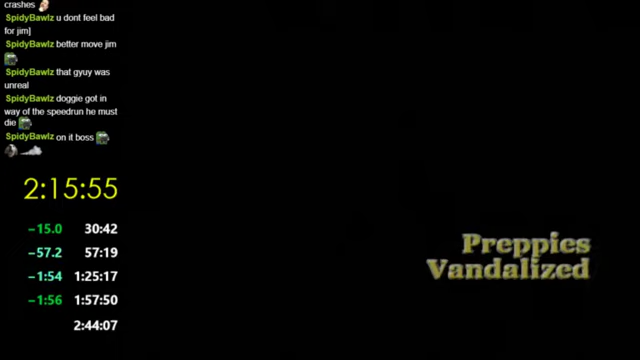 crashes
SpidyBawlz u dont feel bad
for jim]
SpidyBawlz better move jim
SpidyBawlz that gyuy was
unreal
SpidyBawlz doggie got in
way of the speedrun he must
die
SpidyBawlz on it boss
2:15:55
-15.0 30:42
-57.2 57:19
-1:54 1:25:17
-1:56 1:57:50
2:44:07
Preppies
Vandalized